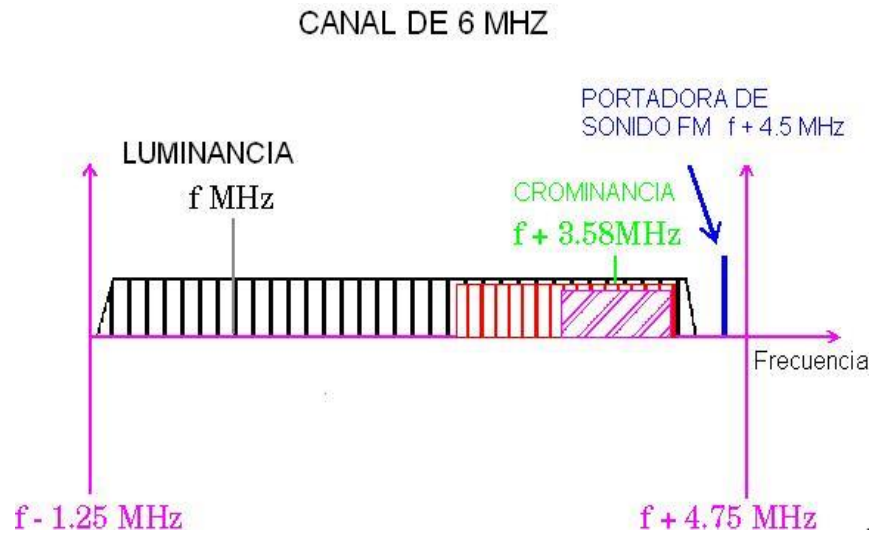 CANAL DE 6 MHZ
PORTADORA DE
SONIDO FM f + 4.5 MHz
LUMINANCIA
f MHz
CROMINANCIA
f + 3.58MHz
Frecuencia
f - 1.25 MHz
f + 4.75 MHz